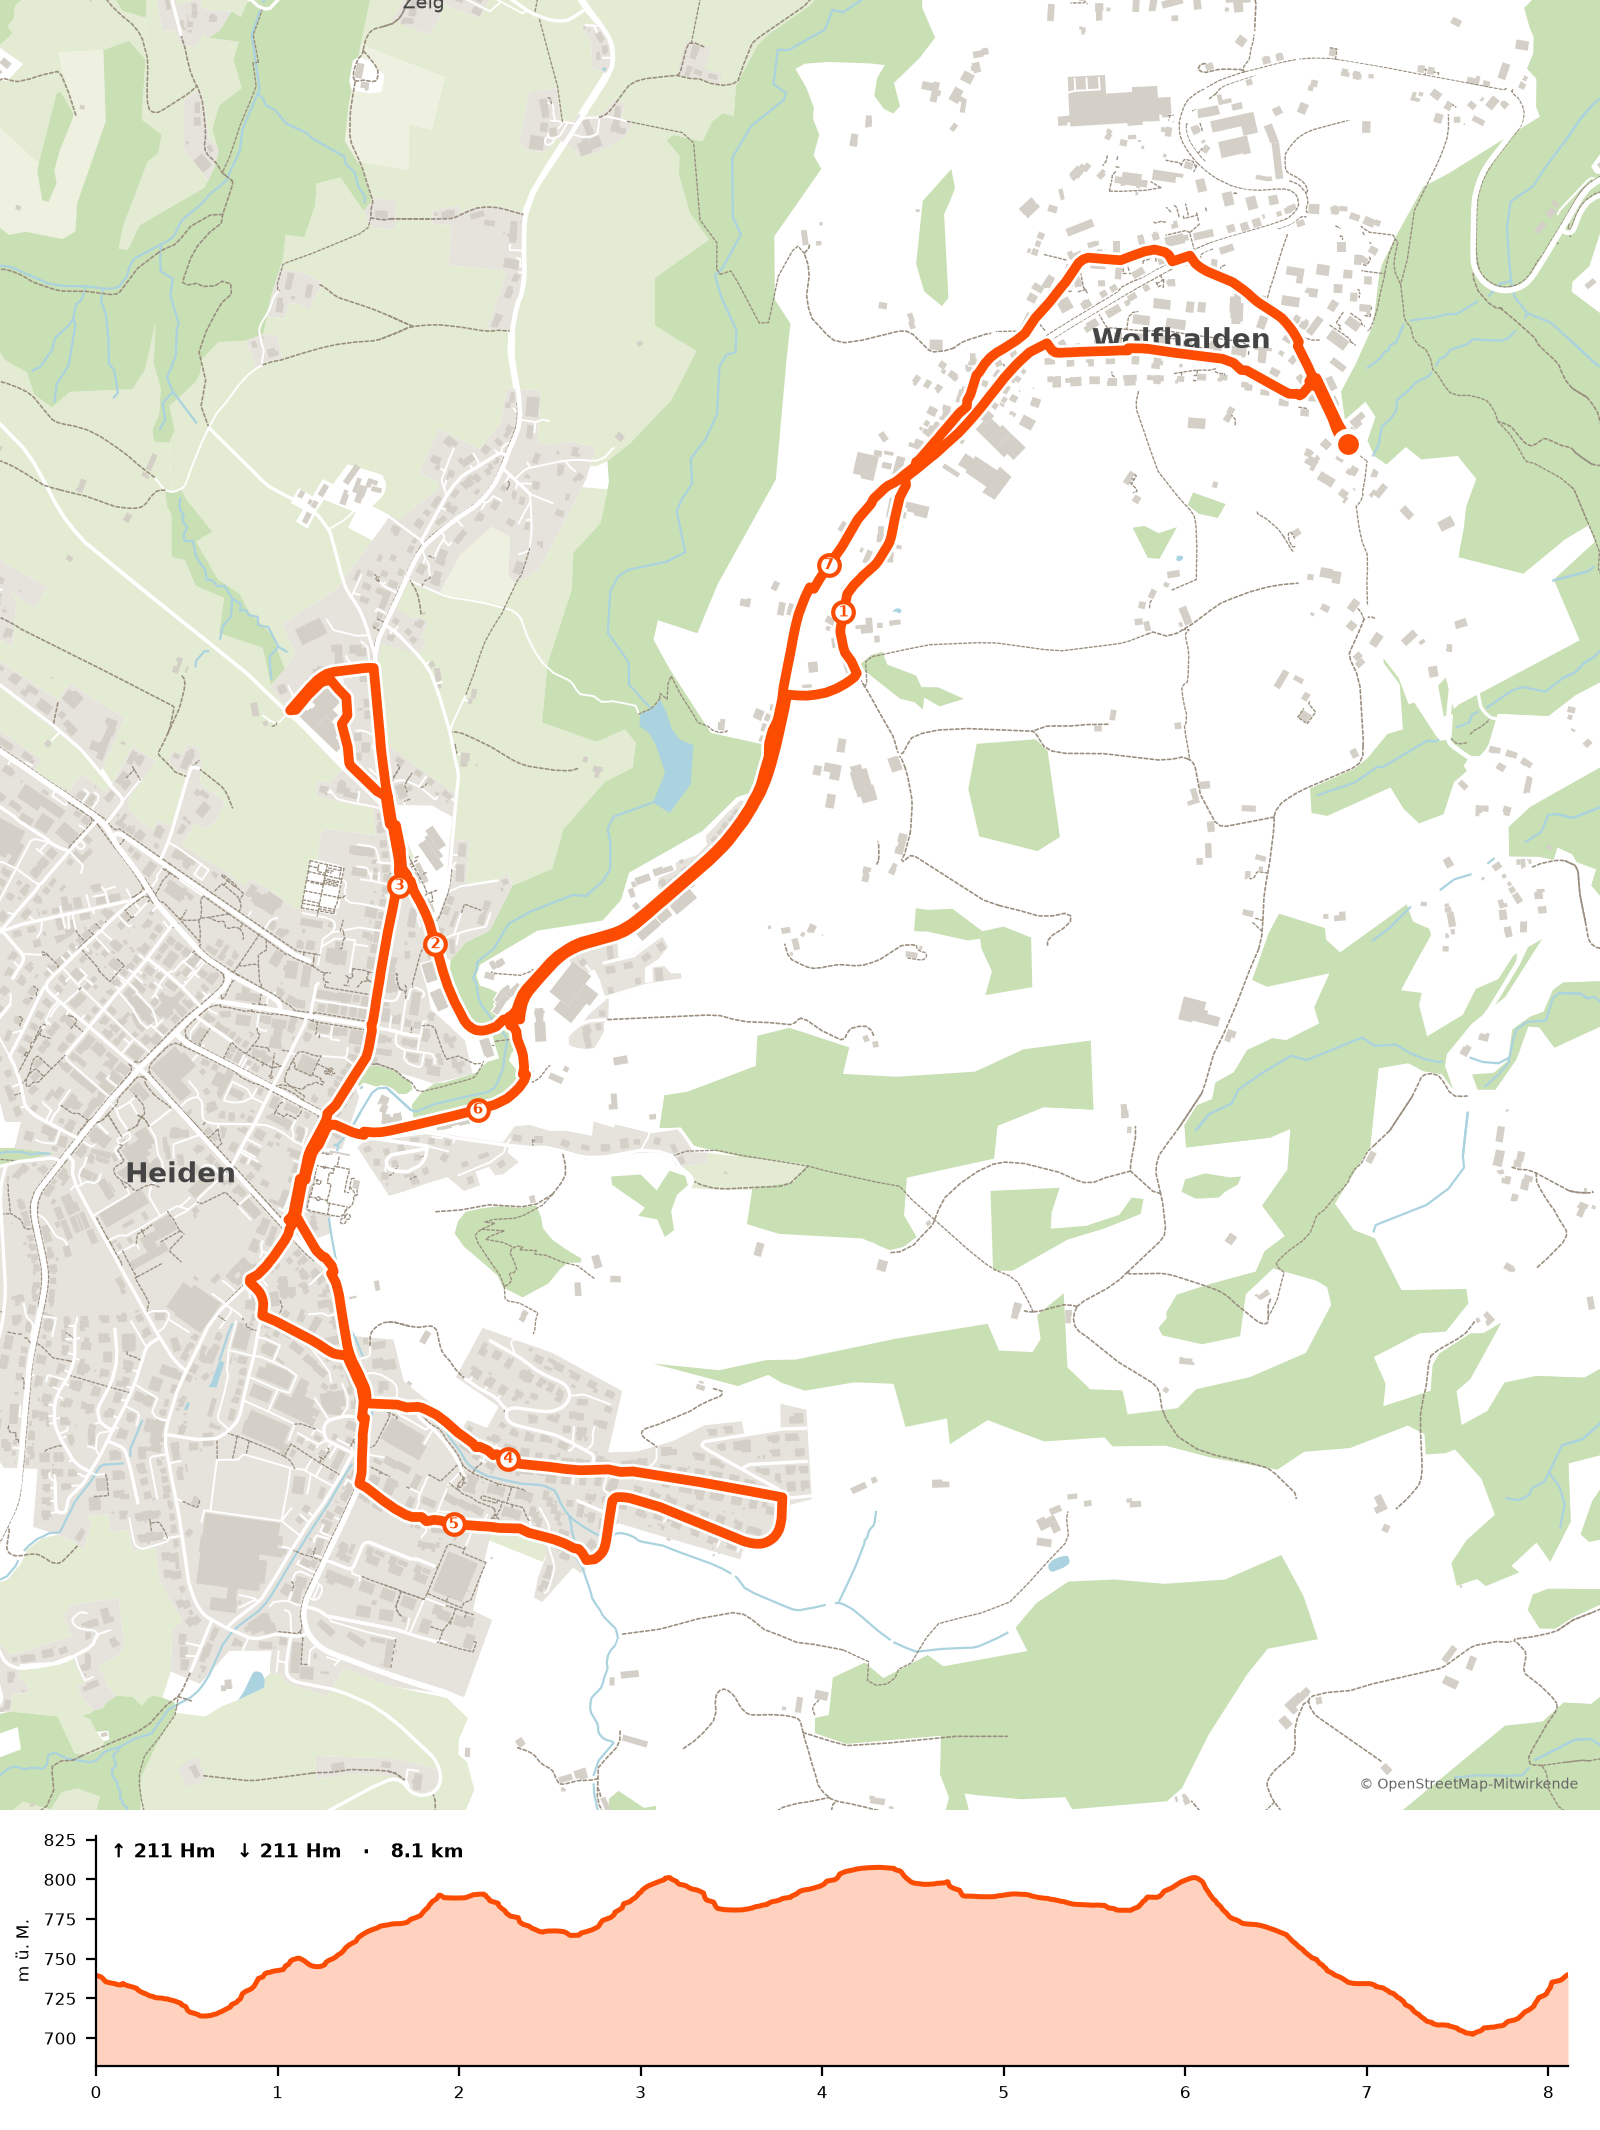 Zelg
Wolfhalden
7
1
3
2
6
Heiden
4
5
© OpenStreetMap-Mitwirkende
↑ 211 Hm ↓ 211 Hm · 8.1 km
m ü. M.
825
800
775
750
725
700
0 1 2 3 4 5 6 7 8